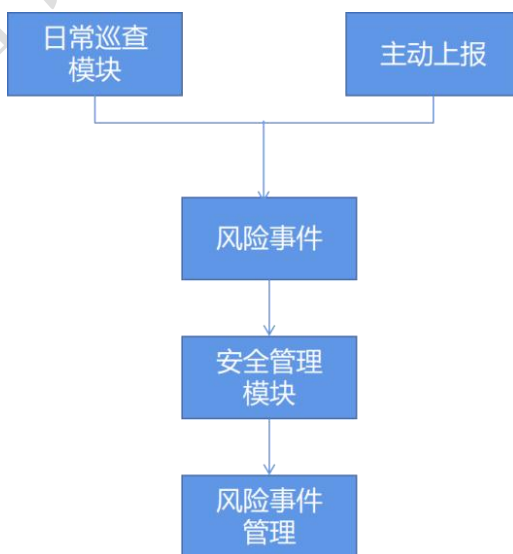 日常巡查
模块
主动上报
风险事件
安全管理
模块
风险事件
管理